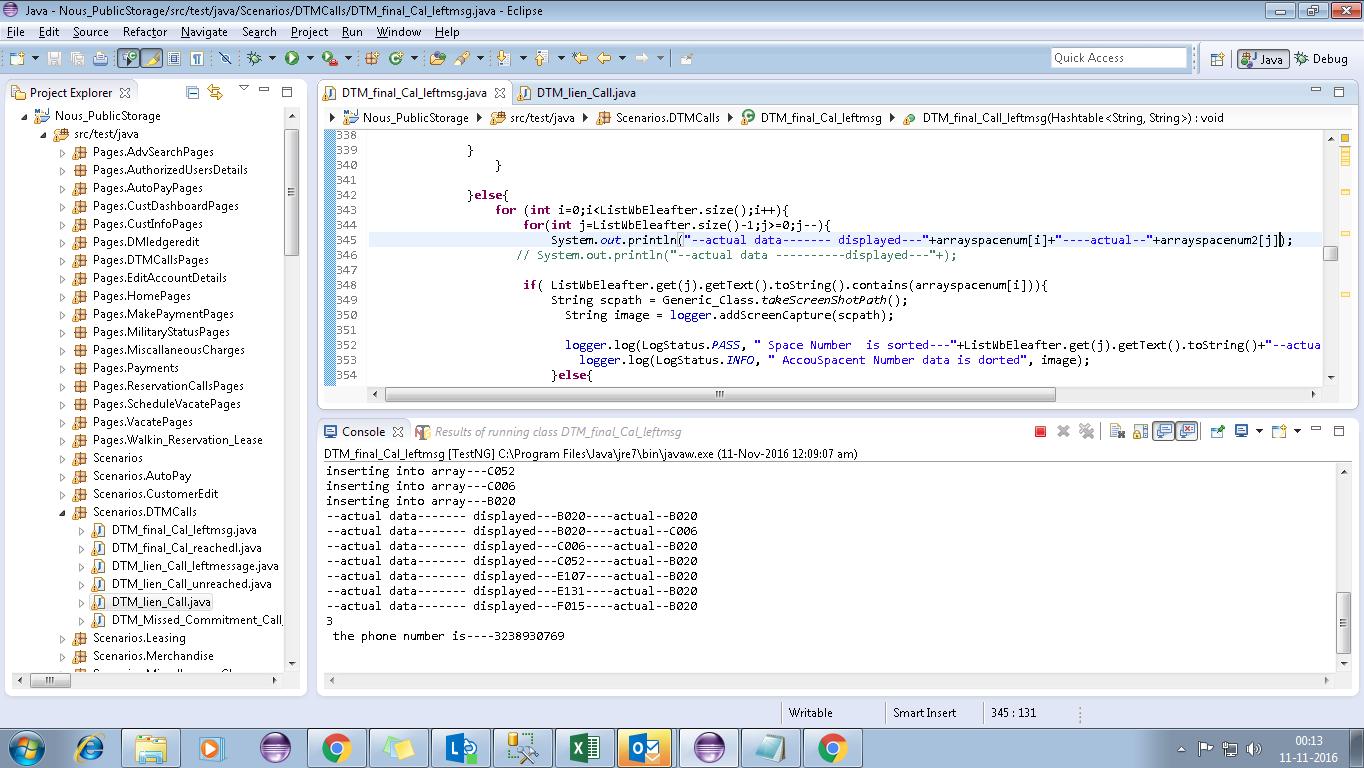 Java - Nous_PublicStorage/src/test/java/Scenarios/DTMCalls/DTM_final_Cal_leftmsg.java - Eclipse
File Edit Source Refactor Navigate Search Project Run Window Help
Quick Access
Java
Debug
Project Explorer
Nous_PublicStorage
src/test/java
Pages.AdvSearchPages
Pages.AuthorizedUsersDetails
Pages.AutoPayPages
Pages.CustDashboardPages
Pages.CustInfoPages
Pages.DMledgeredit
Pages.DTMCallsPages
Pages.EditAccountDetails
Pages.HomePages
Pages.MakePaymentPages
Pages.MilitaryStatusPages
Pages.MiscallaneousCharges
Pages.Payments
Pages.ReservationCallsPages
Pages.ScheduleVacatePages
Pages.VacatePages
Pages.Walkin_Reservation_Lease
Scenarios
Scenarios.AutoPay
Scenarios.CustomerEdit
Scenarios.DTMCalls
DTM_final_Cal_leftmsg.java
DTM_final_Cal_reachedl.java
DTM_lien_Call_leftmessage.java
DTM_lien_Call_unreached.java
DTM_lien_Call.java
DTM_Missed_Commitment_Call_
Scenarios.Leasing
Scenarios.Merchandise
DTM_final_Cal_leftmsg.java DTM_lien_Call.java
Nous_PublicStorage src/test/java Scenarios.DTMCalls DTM_final_Cal_leftmsg DTM_final_Call_leftmsg(Hashtable<String, String>) : void
338
339 }
340 }
341
342 }else{
343 for (int i=0;i<ListWbEleafter.size();i++){
344 for(int j=ListWbEleafter.size()-1;j>=0;j--){
345 System.out.println("--actual data------- displayed---"+arrayspacenum[i]+"----actual--"+arrayspacenum2[j]);
346 // System.out.println("--actual data ----------displayed---"+);
347
348 if( ListWbEleafter.get(j).getText().toString().contains(arrayspacenum[i])){
349 String scpath = Generic_Class.takeScreenShotPath();
350 String image = logger.addScreenCapture(scpath);
351
352 logger.log(LogStatus.PASS, " Space Number  is sorted---"+ListWbEleafter.get(j).getText().toString()+"--actua
353 logger.log(LogStatus.INFO, " AccouSpacent Number data is dorted", image);
354 }else{
Console Results of running class DTM_final_Cal_leftmsg
DTM_final_Cal_leftmsg [TestNG] C:\Program Files\Java\jre7\bin\javaw.exe (11-Nov-2016 12:09:07 am)
inserting into array---C052
inserting into array---C006
inserting into array---B020
--actual data------- displayed---B020----actual--B020
--actual data------- displayed---B020----actual--C006
--actual data------- displayed---C006----actual--B020
--actual data------- displayed---C052----actual--B020
--actual data------- displayed---E107----actual--B020
--actual data------- displayed---E131----actual--B020
--actual data------- displayed---F015----actual--B020
3
the phone number is----3238930769
Writable Smart Insert 345 : 131
00:13
11-11-2016